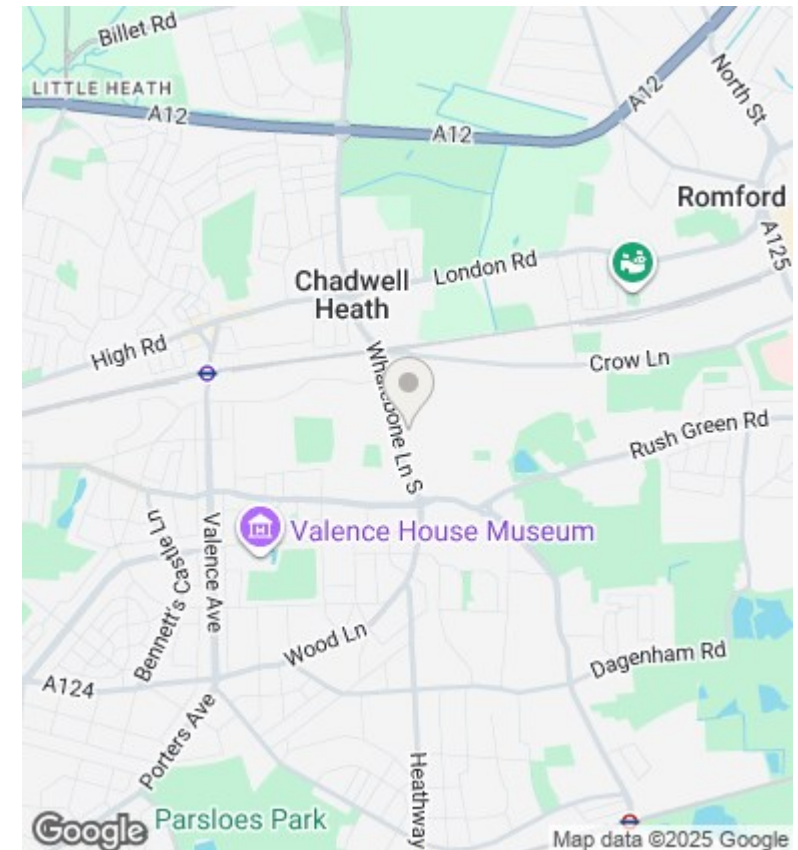 Billet Rd
LITTLE HEATH
A12
A12
A12
North St
Romford
A125
London Rd
Chadwell
Heath
High Rd
Crow Ln
Whalebone Ln S
Rush Green Rd
Valence House Museum
Bennett's Castle Ln
Valence Ave
Wood Ln
Dagenham Rd
A124
Porters Ave
Heathway
Parsloes Park
Google
Map data ©2025 Google